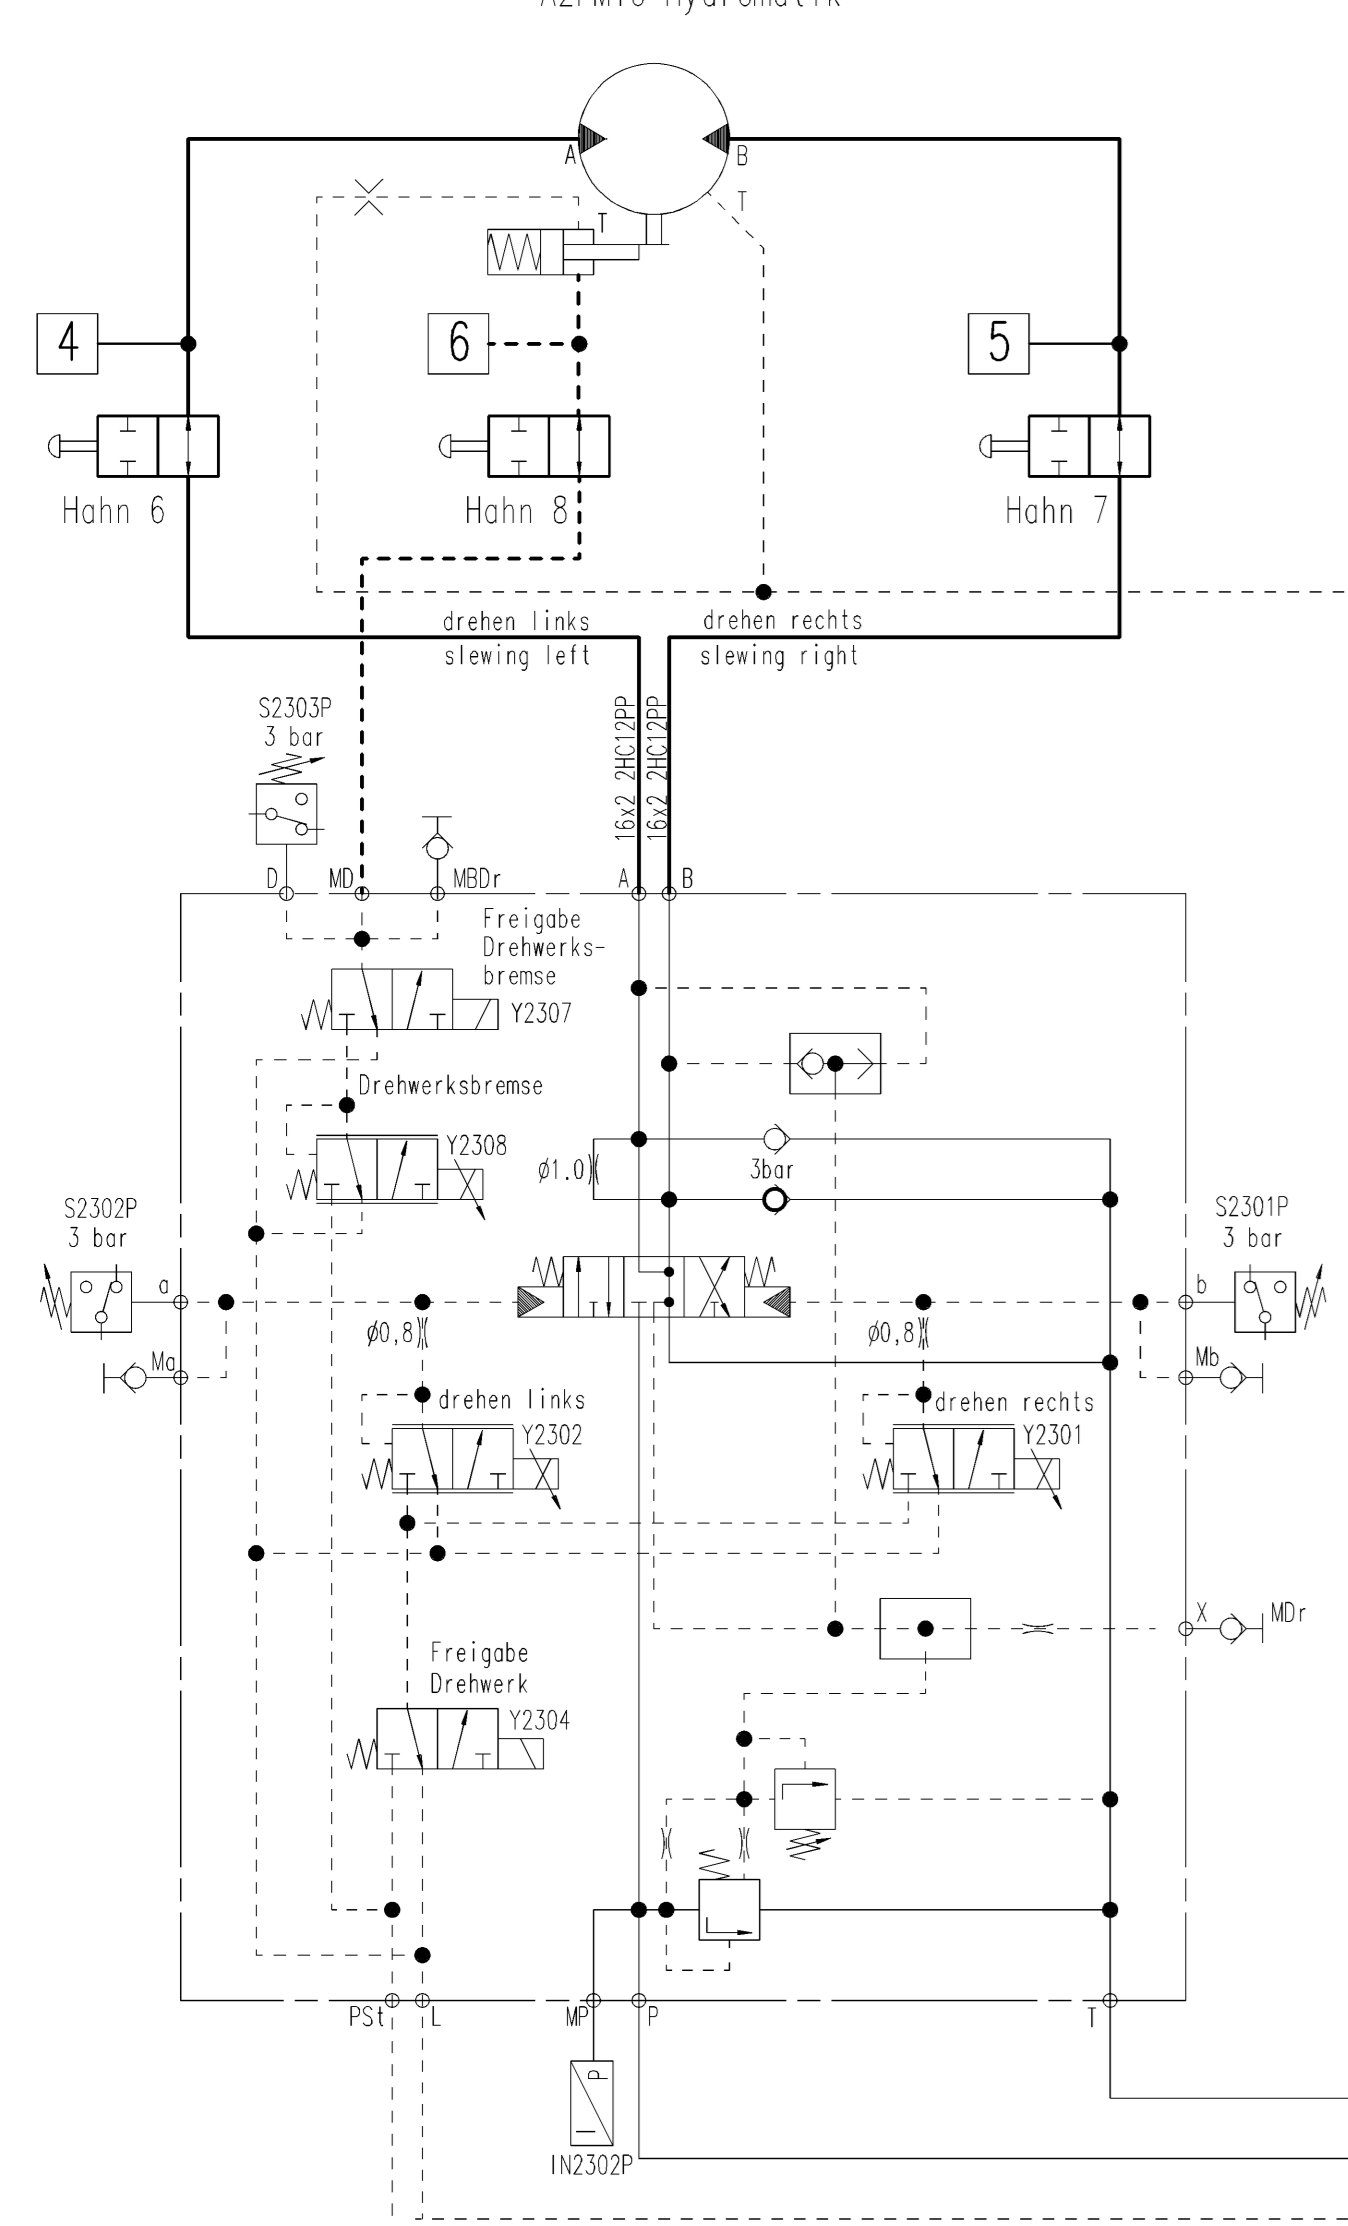 A
B
T
T
4
6
5
Hahn 6
Hahn 8
Hahn 7
drehen links
slewing left
drehen rechts
slewing right
S2303P
3 bar
16x2 2HC12PP
16x2 2HC12PP
D
MD
MBDr
A
B
Freigabe
Drehwerks-
bremse
Y2307
Drehwerksbremse
Y2308
ø1.0
3bar
S2302P
3 bar
S2301P
3 bar
a
b
ø0,8
ø0,8
Ma
Mb
drehen links
Y2302
drehen rechts
Y2301
X
MDr
Freigabe
Drehwerk
Y2304
PSt
L
MP
P
T
P
I
IN2302P